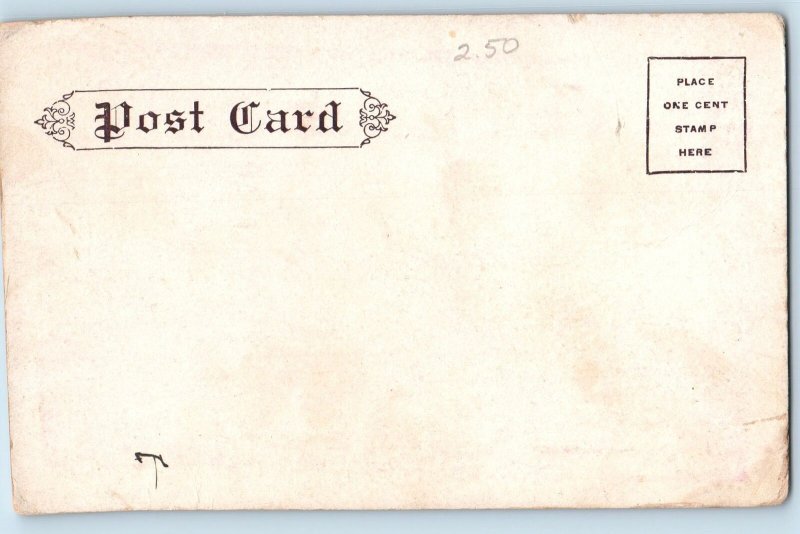 2.50
Post Card
PLACE
ONE CENT
STAMP
HERE